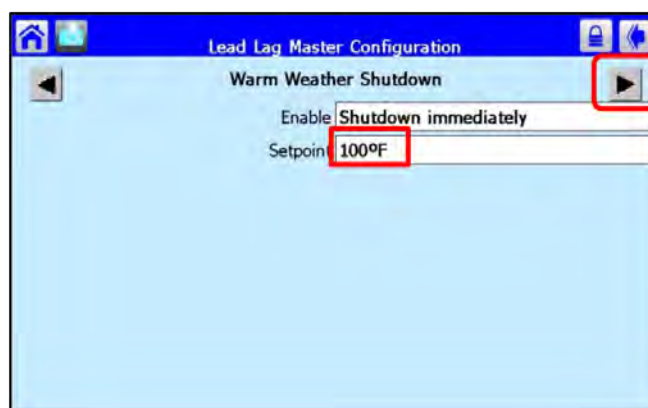 Lead Lag Master Configuration
Warm Weather Shutdown
Enable Shutdown immediately
Setpoint 100ºF